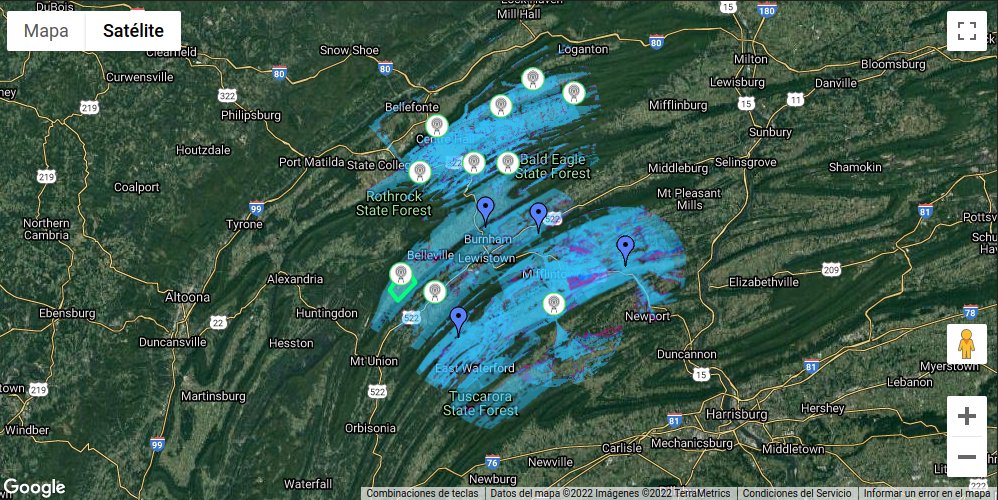 DuBois
Mill Hall
15
180
Mapa
Satélite
Clearfield
Snow Shoe
Loganton
80
80
80
Milton
Bloomsburg
Curwensville
Lewisburg
Danville
219
322
Bellefonte
Mifflinburg
15
11
Philipsburg
Centre Hall
Sunbury
Houtzdale
Port Matilda
State College
322
Bald Eagle
State Forest
Middleburg
Selinsgrove
Shamokin
219
Coalport
Rothrock
State Forest
Mt Pleasant
Mills
99
522
81
Northern
Cambria
Tyrone
Burnham
Belleville
Lewistown
Alexandria
Mifflinto
209
Elizabethville
Altoona
Huntingdon
522
Newport
78
Ebensburg
22
Duncansville
Hesston
Mt Union
Duncannon
East Waterford
15
81
Myerstown
219
Martinsburg
522
Lebanon
Tuscarora
State Forest
Harrisburg
Hershey
Windber
Orbisonia
81
99
Carlisle
Mechanicsburg
Middletown
76
Newville
Newburg
Waterfall
Google
Combinaciones de teclas
Datos del mapa ©2022 Imágenes ©2022 TerraMetrics
Condiciones del Servicio
Informar un error en el mapa